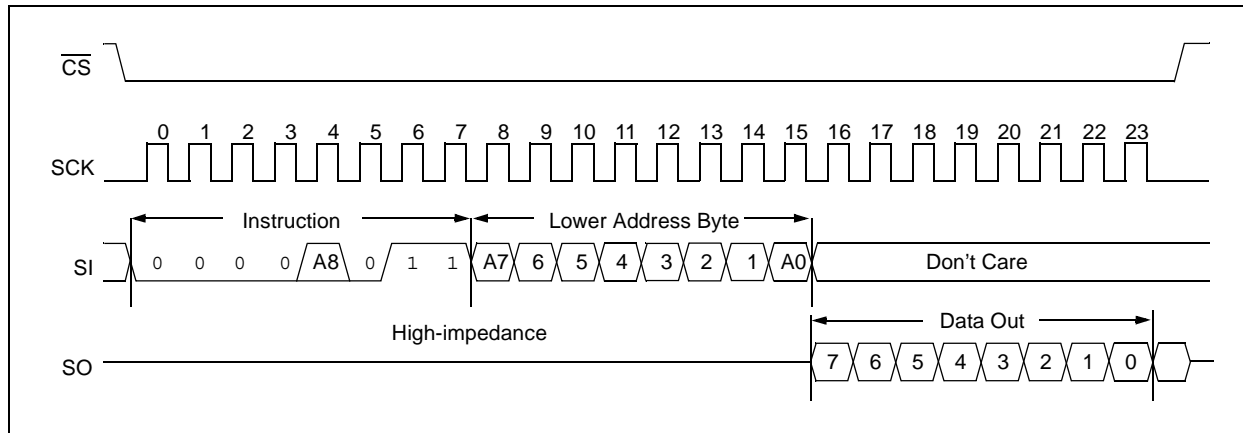 CS
0 1 2 3 4 5 6 7 8 9 10 11 12 13 14 15 16 17 18 19 20 21 22 23
SCK
Instruction Lower Address Byte
SI 0 0 0 0 A8 0 1 1 A7 6 5 4 3 2 1 A0 Don't Care
High-impedance Data Out
SO 7 6 5 4 3 2 1 0